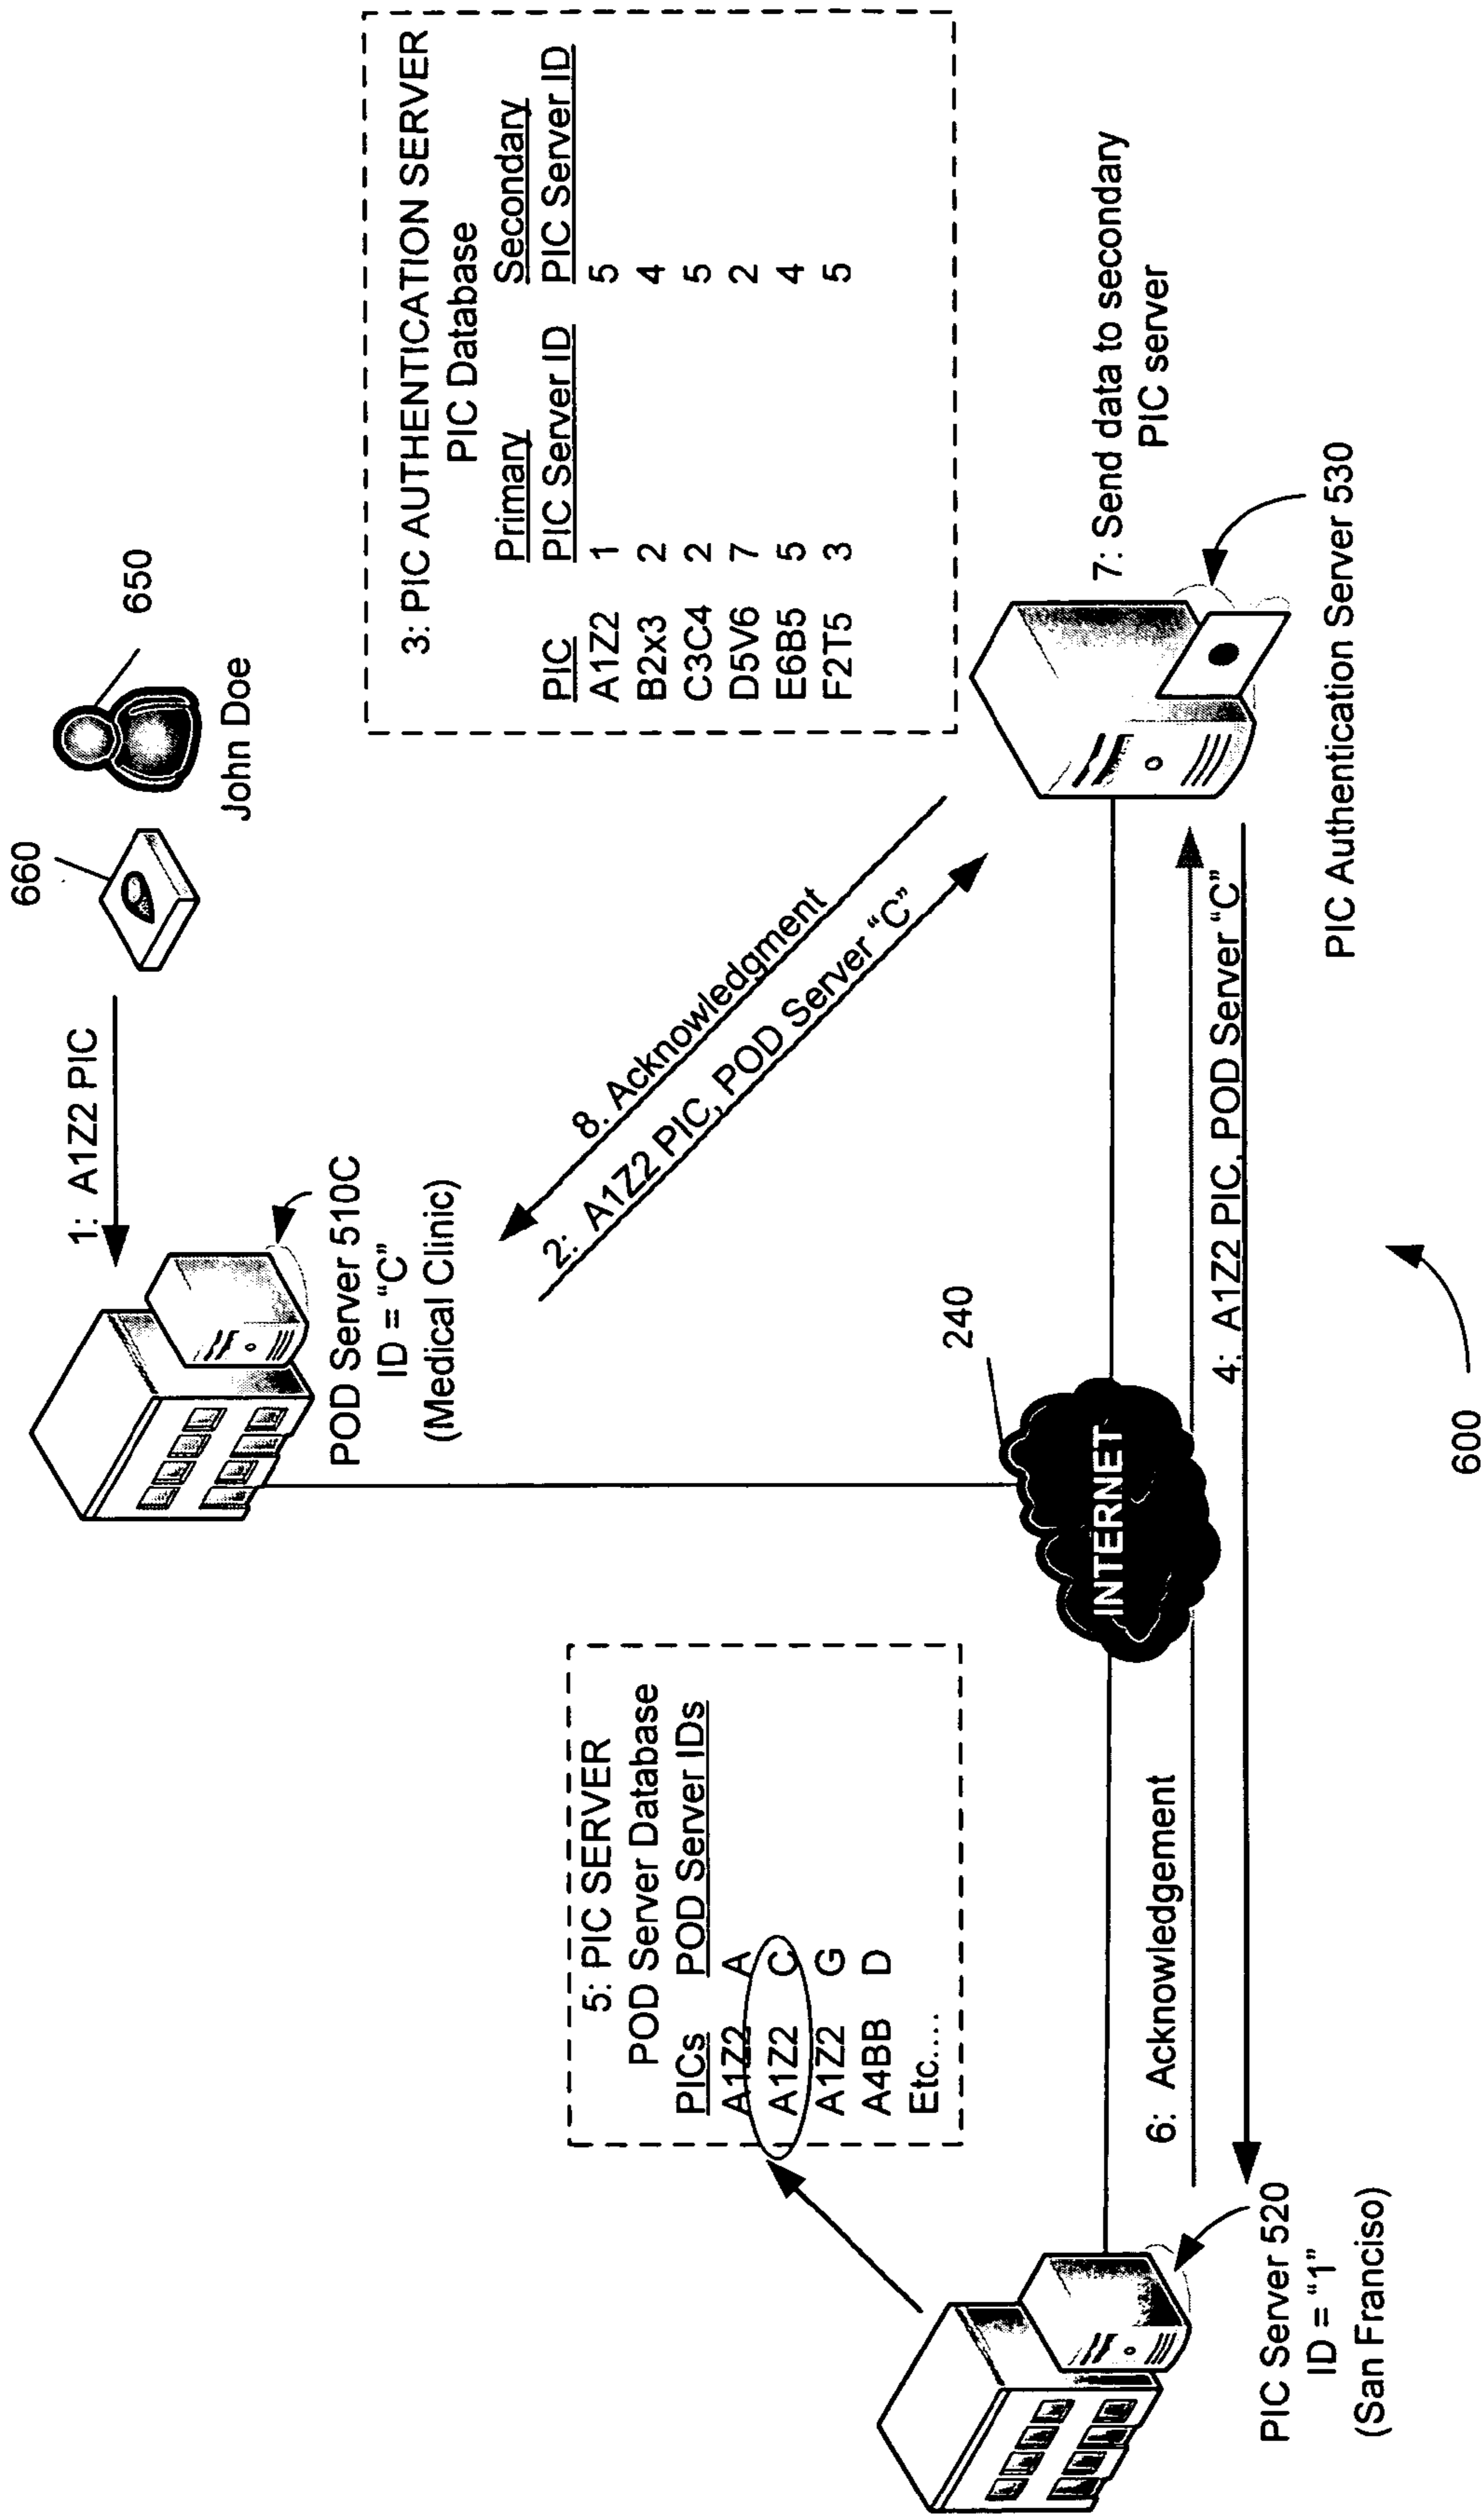 660
650
John Doe
1: A1Z2 PIC
POD Server 510C
ID = “C”
(Medical Clinic)
3: PIC AUTHENTICATION SERVER
PIC Database
Primary Secondary
PIC PIC Server ID PIC Server ID
A1Z2 1 5
B2x3 2 4
C3C4 2 5
D5V6 7 2
E6B5 5 4
F2T5 3 5
8. Acknowledgment
2: A1Z2 PIC, POD Server “C”
5: PIC SERVER
POD Server Database
PICs POD Server IDs
A1Z2 A
A1Z2 C
A1Z2 G
A4BB D
Etc....
240
INTERNET
7: Send data to secondary
PIC server
PIC Authentication Server 530
6: Acknowledgement
4: A1Z2 PIC, POD Server “C”
PIC Server 520
ID = “1”
(San Franciso)
600